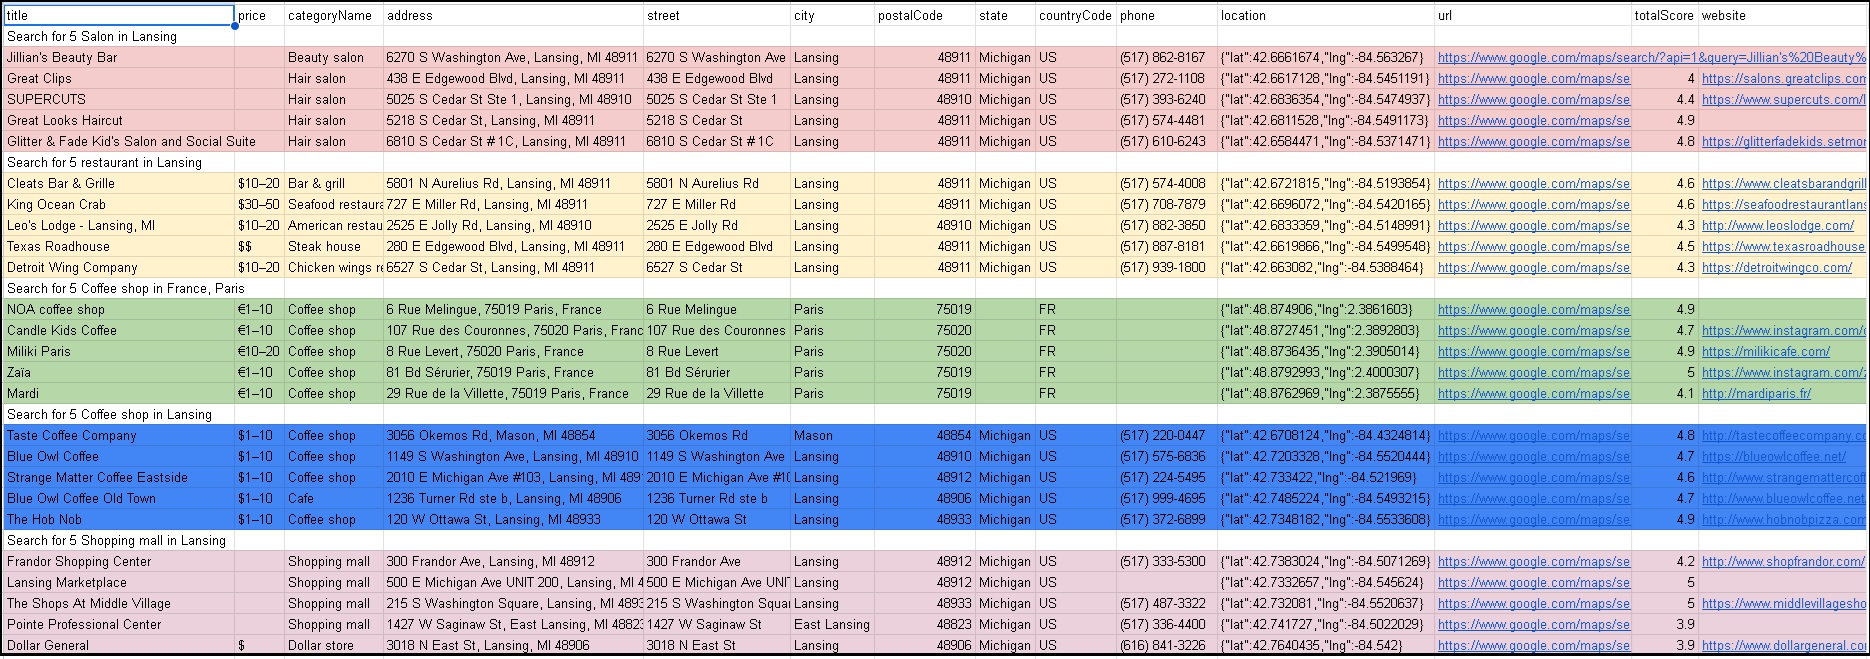 title price categoryName address street city postalCode state countryCode phone location url totalScore website
Search for 5 Salon in Lansing
Jillian's Beauty Bar Beauty salon 6270 S Washington Ave, Lansing, MI 48911 6270 S Washington Ave Lansing 48911 Michigan US (517) 862-8167 {"lat":42.6661674,"lng":-84.563267} https://www.google.com/maps/search/?api=1&query=Jillian's%20Beauty%
Great Clips Hair salon 438 E Edgewood Blvd, Lansing, MI 48911 438 E Edgewood Blvd Lansing 48911 Michigan US (517) 272-1108 {"lat":42.6617128,"lng":-84.5451191} https://www.google.com/maps/se 4 https://salons.greatclips.com
SUPERCUTS Hair salon 5025 S Cedar St Ste 1, Lansing, MI 48910 5025 S Cedar St Ste 1 Lansing 48910 Michigan US (517) 393-6240 {"lat":42.6836354,"lng":-84.5474937} https://www.google.com/maps/se 4.4 https://www.supercuts.com/l
Great Looks Haircut Hair salon 5218 S Cedar St, Lansing, MI 48911 5218 S Cedar St Lansing 48911 Michigan US (517) 574-4481 {"lat":42.6811528,"lng":-84.5491173} https://www.google.com/maps/se 4.9
Glitter & Fade Kid's Salon and Social Suite Hair salon 6810 S Cedar St # 1C, Lansing, MI 48911 6810 S Cedar St # 1C Lansing 48911 Michigan US (517) 610-6243 {"lat":42.6584471,"lng":-84.5371471} https://www.google.com/maps/se 4.8 https://glitterfadekids.setmor
Search for 5 restaurant in Lansing
Cleats Bar & Grille $10–20 Bar & grill 5801 N Aurelius Rd, Lansing, MI 48911 5801 N Aurelius Rd Lansing 48911 Michigan US (517) 574-4008 {"lat":42.6721815,"lng":-84.5193854} https://www.google.com/maps/se 4.6 https://www.cleatsbarandgrill
King Ocean Crab $30–50 Seafood restaura 727 E Miller Rd, Lansing, MI 48911 727 E Miller Rd Lansing 48911 Michigan US (517) 708-7879 {"lat":42.6696072,"lng":-84.5420165} https://www.google.com/maps/se 4.6 https://seafoodrestaurantlans
Leo's Lodge - Lansing, MI $10–20 American restau 2525 E Jolly Rd, Lansing, MI 48910 2525 E Jolly Rd Lansing 48910 Michigan US (517) 882-3850 {"lat":42.6833359,"lng":-84.5148991} https://www.google.com/maps/se 4.3 http://www.leoslodge.com/
Texas Roadhouse $$ Steak house 280 E Edgewood Blvd, Lansing, MI 48911 280 E Edgewood Blvd Lansing 48911 Michigan US (517) 887-8181 {"lat":42.6619866,"lng":-84.5499548} https://www.google.com/maps/se 4.5 https://www.texasroadhouse
Detroit Wing Company $10–20 Chicken wings re 6527 S Cedar St, Lansing, MI 48911 6527 S Cedar St Lansing 48911 Michigan US (517) 939-1800 {"lat":42.663082,"lng":-84.5388464} https://www.google.com/maps/se 4.3 https://detroitwingco.com/
Search for 5 Coffee shop in France, Paris
NOA coffee shop €1–10 Coffee shop 6 Rue Melingue, 75019 Paris, France 6 Rue Melingue Paris 75019 FR {"lat":48.874906,"lng":2.3861603} https://www.google.com/maps/se 4.9
Candle Kids Coffee €1–10 Coffee shop 107 Rue des Couronnes, 75020 Paris, Franc 107 Rue des Couronnes Paris 75020 FR {"lat":48.8727451,"lng":2.3892803} https://www.google.com/maps/se 4.7 https://www.instagram.com/
Miliki Paris €10–20 Coffee shop 8 Rue Levert, 75020 Paris, France 8 Rue Levert Paris 75020 FR {"lat":48.8736435,"lng":2.3905014} https://www.google.com/maps/se 4.9 https://milikicafe.com/
Zaïa €1–10 Coffee shop 81 Bd Sérurier, 75019 Paris, France 81 Bd Sérurier Paris 75019 FR {"lat":48.8792993,"lng":2.4000307} https://www.google.com/maps/se 5 https://www.instagram.com/
Mardi €1–10 Coffee shop 29 Rue de la Villette, 75019 Paris, France 29 Rue de la Villette Paris 75019 FR {"lat":48.8762969,"lng":2.3875555} https://www.google.com/maps/se 4.1 http://mardiparis.fr/
Search for 5 Coffee shop in Lansing
Taste Coffee Company $1–10 Coffee shop 3056 Okemos Rd, Mason, MI 48854 3056 Okemos Rd Mason 48854 Michigan US (517) 220-0447 {"lat":42.6708124,"lng":-84.4324814} https://www.google.com/maps/se 4.8 http://tastecoffeecompany.co
Blue Owl Coffee $1–10 Coffee shop 1149 S Washington Ave, Lansing, MI 48910 1149 S Washington Ave Lansing 48910 Michigan US (517) 575-6836 {"lat":42.7203328,"lng":-84.5520444} https://www.google.com/maps/se 4.7 https://blueowlcoffee.net/
Strange Matter Coffee Eastside $1–10 Coffee shop 2010 E Michigan Ave #103, Lansing, MI 489 2010 E Michigan Ave #10 Lansing 48912 Michigan US (517) 224-5495 {"lat":42.733422,"lng":-84.521969} https://www.google.com/maps/se 4.6 http://www.strangemattercoff
Blue Owl Coffee Old Town $1–10 Cafe 1236 Turner Rd ste b, Lansing, MI 48906 1236 Turner Rd ste b Lansing 48906 Michigan US (517) 999-4695 {"lat":42.7485224,"lng":-84.5493215} https://www.google.com/maps/se 4.7 http://www.blueowlcoffee.net
The Hob Nob $1–10 Coffee shop 120 W Ottawa St, Lansing, MI 48933 120 W Ottawa St Lansing 48933 Michigan US (517) 372-6899 {"lat":42.7348182,"lng":-84.5533608} https://www.google.com/maps/se 4.9 http://www.hobnobpizza.com
Search for 5 Shopping mall in Lansing
Frandor Shopping Center Shopping mall 300 Frandor Ave, Lansing, MI 48912 300 Frandor Ave Lansing 48912 Michigan US (517) 333-5300 {"lat":42.7383024,"lng":-84.5071269} https://www.google.com/maps/se 4.2 http://www.shopfrandor.com/
Lansing Marketplace Shopping mall 500 E Michigan Ave UNIT 200, Lansing, MI 4 500 E Michigan Ave UNI Lansing 48912 Michigan US {"lat":42.7332657,"lng":-84.545624} https://www.google.com/maps/se 5
The Shops At Middle Village Shopping mall 215 S Washington Square, Lansing, MI 4893 215 S Washington Squa Lansing 48933 Michigan US (517) 487-3322 {"lat":42.732081,"lng":-84.5520637} https://www.google.com/maps/se 5 https://www.middlevillagesho
Pointe Professional Center Shopping mall 1427 W Saginaw St, East Lansing, MI 48823 1427 W Saginaw St East Lansing 48823 Michigan US (517) 336-4400 {"lat":42.741727,"lng":-84.5022029} https://www.google.com/maps/se 3.9
Dollar General $ Dollar store 3018 N East St, Lansing, MI 48906 3018 N East St Lansing 48906 Michigan US (616) 841-3226 {"lat":42.7640435,"lng":-84.542} https://www.google.com/maps/se 3.9 https://www.dollargeneral.co